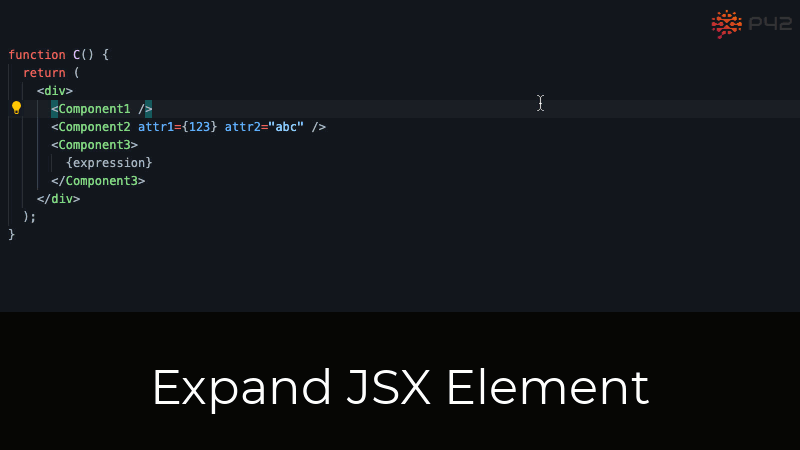 P42
function C() {
return (
<div>
<Component1 />
<Component2 attr1={123} attr2="abc" />
<Component3>
{expression}
</Component3>
</div>
);
}
Expand JSX Element